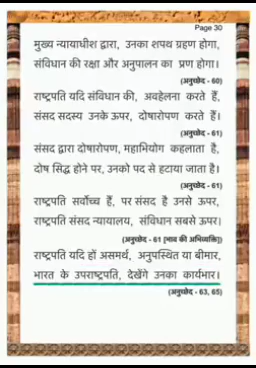 Page 30
मुख्य न्यायाधीश द्वारा, उनका शपथ ग्रहण होगा,
संविधान की रक्षा और अनुपालन का प्रण होगा।
(अनुच्छेद - 60)
राष्ट्रपति यदि संविधान की, अवहेलना करते हैं,
संसद सदस्य उनके ऊपर, दोषारोपण करते हैं।
(अनुच्छेद - 61)
संसद द्वारा दोषारोपण, महाभियोग कहलाता है,
दोष सिद्ध होने पर, उनको पद से हटाया जाता है।
(अनुच्छेद - 61)
राष्ट्रपति सर्वोच्च हैं, पर संसद है उनसे ऊपर,
राष्ट्रपति संसद न्यायालय, संविधान सबसे ऊपर।
(अनुच्छेद - 61 [भाव की अभिव्यक्ति])
राष्ट्रपति यदि हों असमर्थ, अनुपस्थित या बीमार,
भारत के उपराष्ट्रपति, देखेंगे उनका कार्यभार।
(अनुच्छेद - 63, 65)